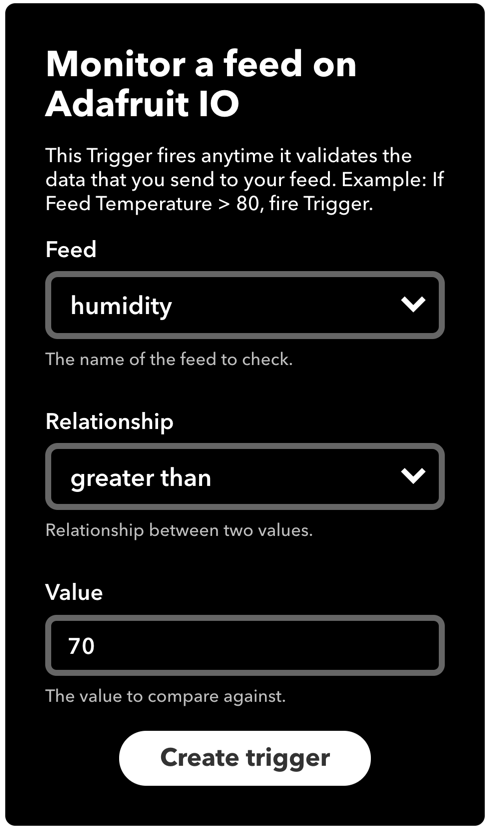 Monitor a feed on
Adafruit IO
This Trigger fires anytime it validates the
data that you send to your feed. Example: If
Feed Temperature > 80, fire Trigger.
Feed
humidity
The name of the feed to check.
Relationship
greater than
Relationship between two values.
Value
70
The value to compare against.
Create trigger